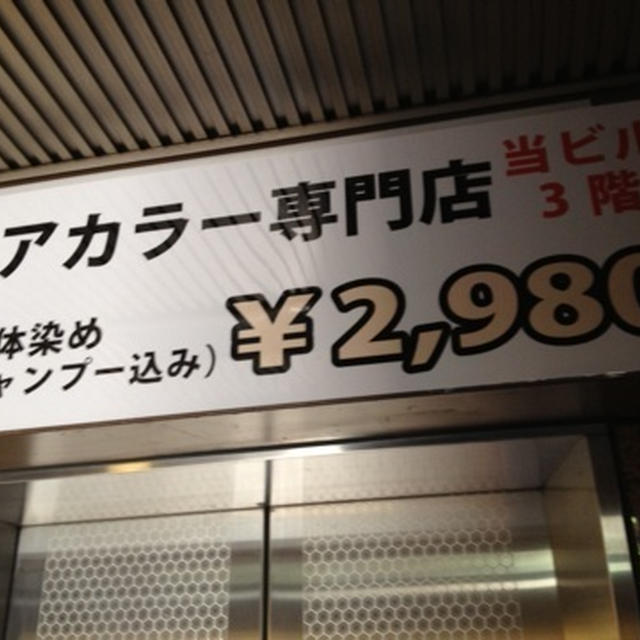 アカラー専門店
当ビル
3階
体染め
ャンプー込み)
¥2,980